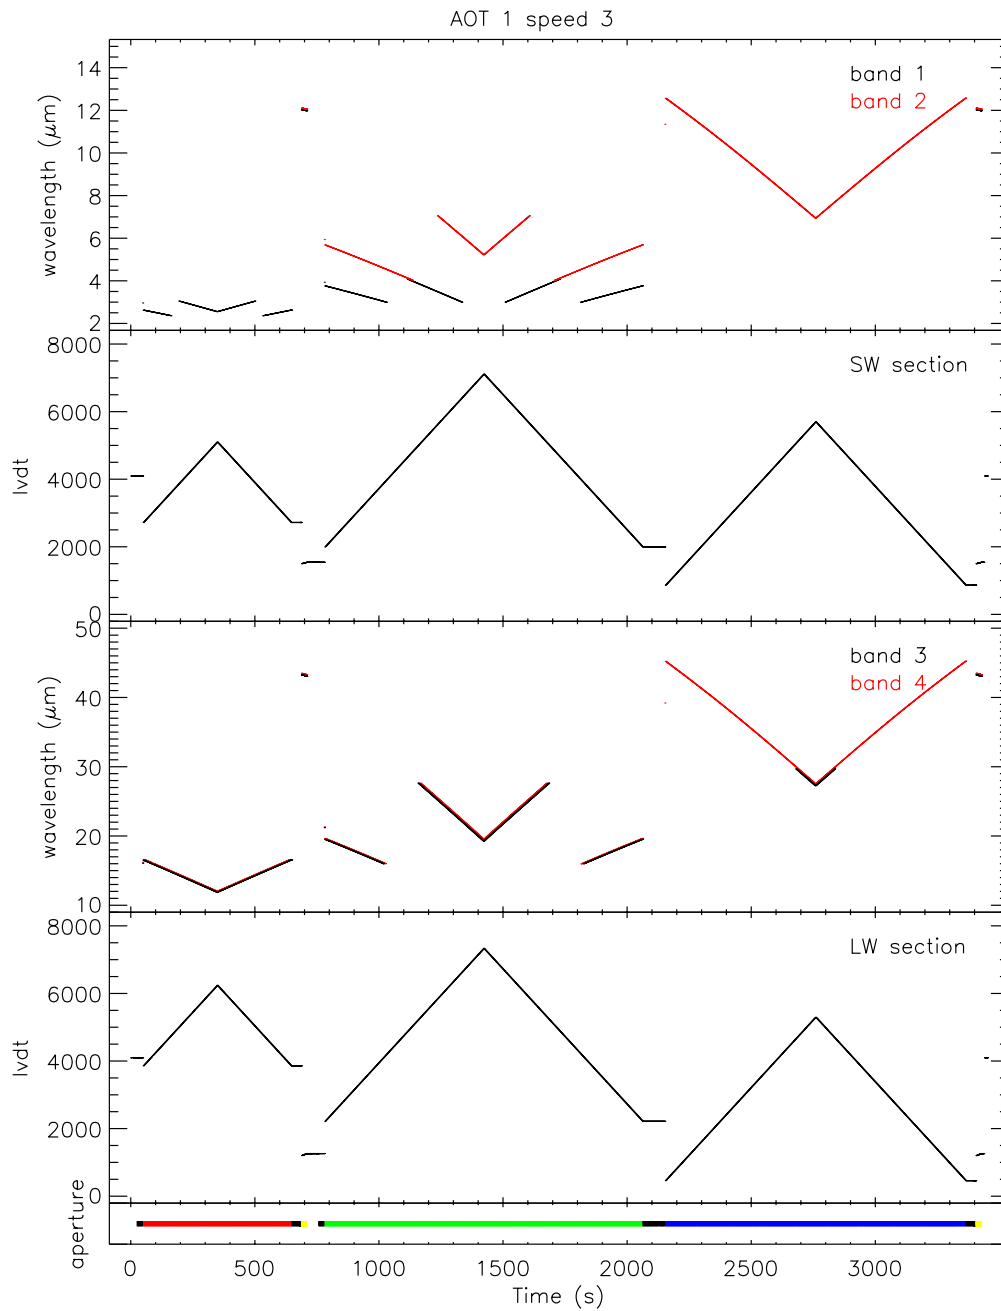 AOT 1 speed 3
14
12
10
8
6
4
2
wavelength (μm)
band 1
band 2
8000
6000
4000
2000
0
lvdt
SW section
50
40
30
20
10
wavelength (μm)
band 3
band 4
8000
6000
4000
2000
0
lvdt
LW section
aperture
0 500 1000 1500 2000 2500 3000
Time (s)